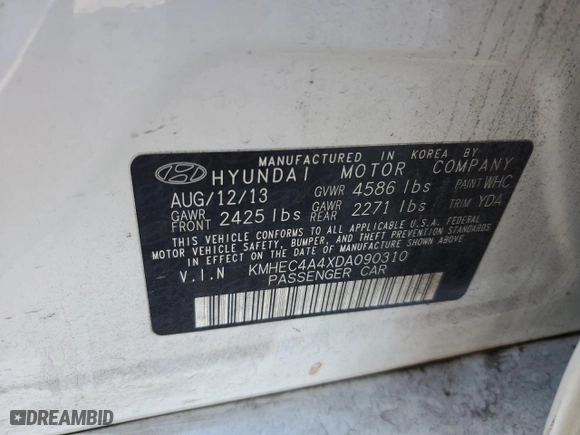 MANUFACTURED IN KOREA BY
HYUNDAI MOTOR COMPANY
AUG/12/13 GVWR 4586 lbs PAINT WHC
GAWR FRONT 2425 lbs GAWR REAR 2271 lbs TRIM YDA
THIS VEHICLE CONFORMS TO ALL APPLICABLE U.S.A. FEDERAL
MOTOR VEHICLE SAFETY, BUMPER, AND THEFT PREVENTION STANDARDS
IN EFFECT ON THE DATE OF MANUFACTURE SHOWN ABOVE
V.I.N KMHEC4A4XDA090310
PASSENGER CAR
DREAMBID